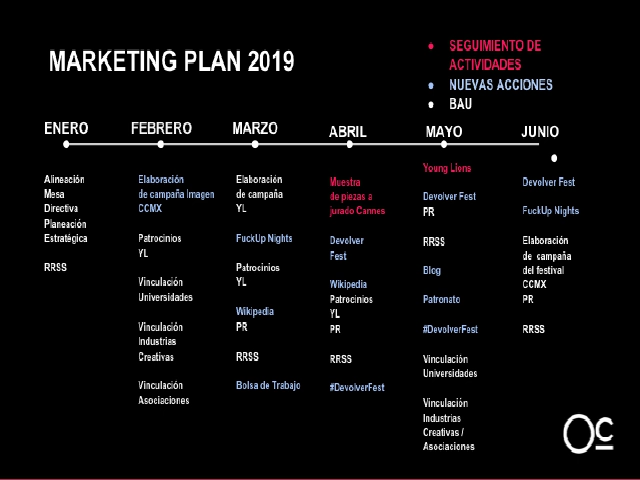 MARKETING PLAN 2019
SEGUIMIENTO DE
ACTIVIDADES
NUEVAS ACCIONES
BAU
ENERO
FEBRERO
MARZO
ABRIL
MAYO
JUNIO
Alineación
Mesa
Directiva
Planeación
Estratégica
RRSS
Elaboración
de campaña Imagen
CCMX
Patrocinios
YL
Vinculación
Universidades
Vinculación
Industrias
Creativas
Vinculación
Asociaciones
Elaboración
de campaña
YL
FuckUp Nights
Patrocinios
YL
Wikipedia
PR
RRSS
Bolsa de Trabajo
Muestra
de piezas a
jurado Cannes
Devolver
Fest
Wikipedia
Patrocinios
YL
PR
RRSS
#DevolverFest
Young Lions
Devolver Fest
PR
RRSS
Blog
Patronato
#DevolverFest
Vinculación
Universidades
Vinculación
Industrias
Creativas /
Asociaciones
Devolver Fest
FuckUp Nights
Elaboración
de campaña
del festival
CCMX
PR
RRSS
Oc